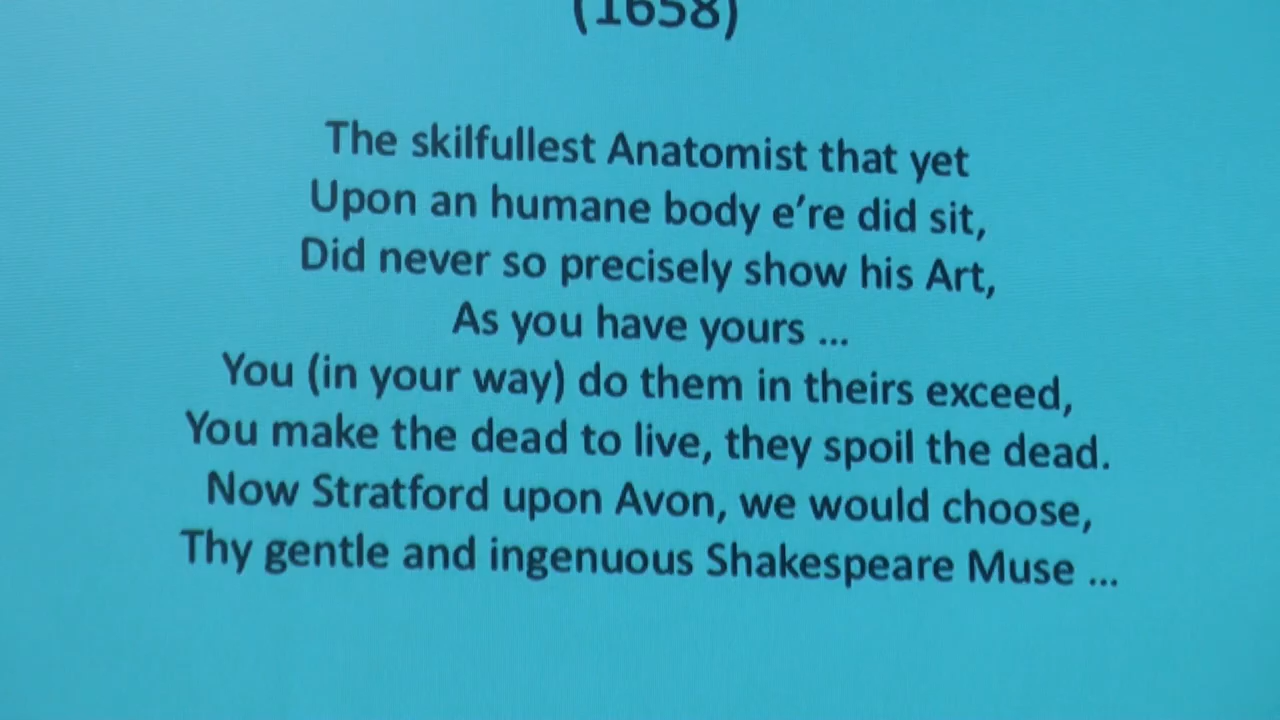 (1658)
The skilfullest Anatomist that yet
Upon an humane body e’re did sit,
Did never so precisely show his Art,
As you have yours ...
You (in your way) do them in theirs exceed,
You make the dead to live, they spoil the dead.
Now Stratford upon Avon, we would choose,
Thy gentle and ingenuous Shakespeare Muse ...